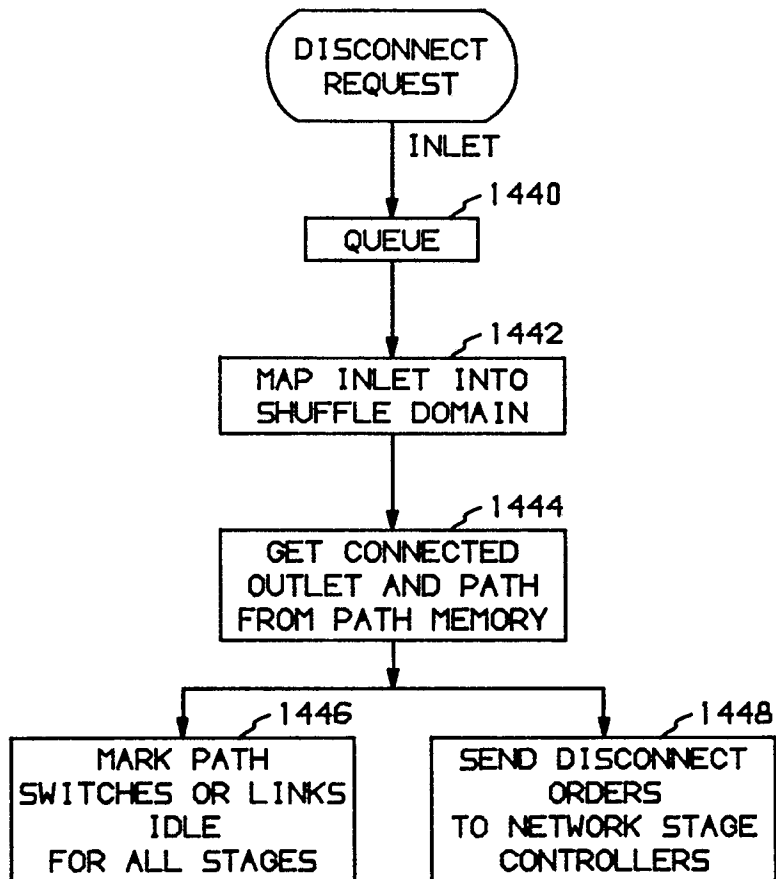 DISCONNECT
REQUEST
INLET
1440
QUEUE
1442
MAP INLET INTO
SHUFFLE DOMAIN
1444
GET CONNECTED
OUTLET AND PATH
FROM PATH MEMORY
1446
MARK PATH
SWITCHES OR LINKS
IDLE
FOR ALL STAGES
1448
SEND DISCONNECT
ORDERS
TO NETWORK STAGE
CONTROLLERS